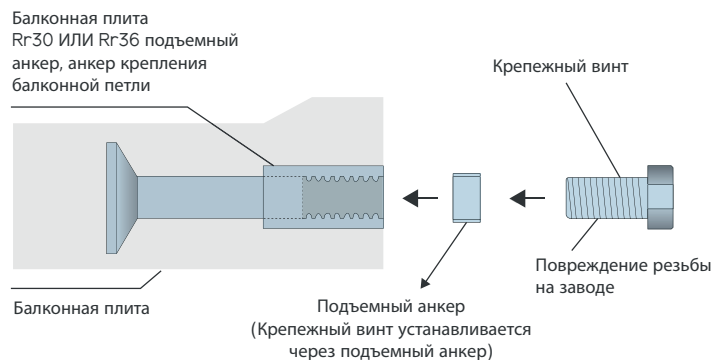 Балконная плита
Rr30 ИЛИ Rr36 подъемный
анкер, анкер крепления
балконной петли
Крепежный винт
Повреждение резьбы
на заводе
Балконная плита
Подъемный анкер
(Крепежный винт устанавливается
через подъемный анкер)